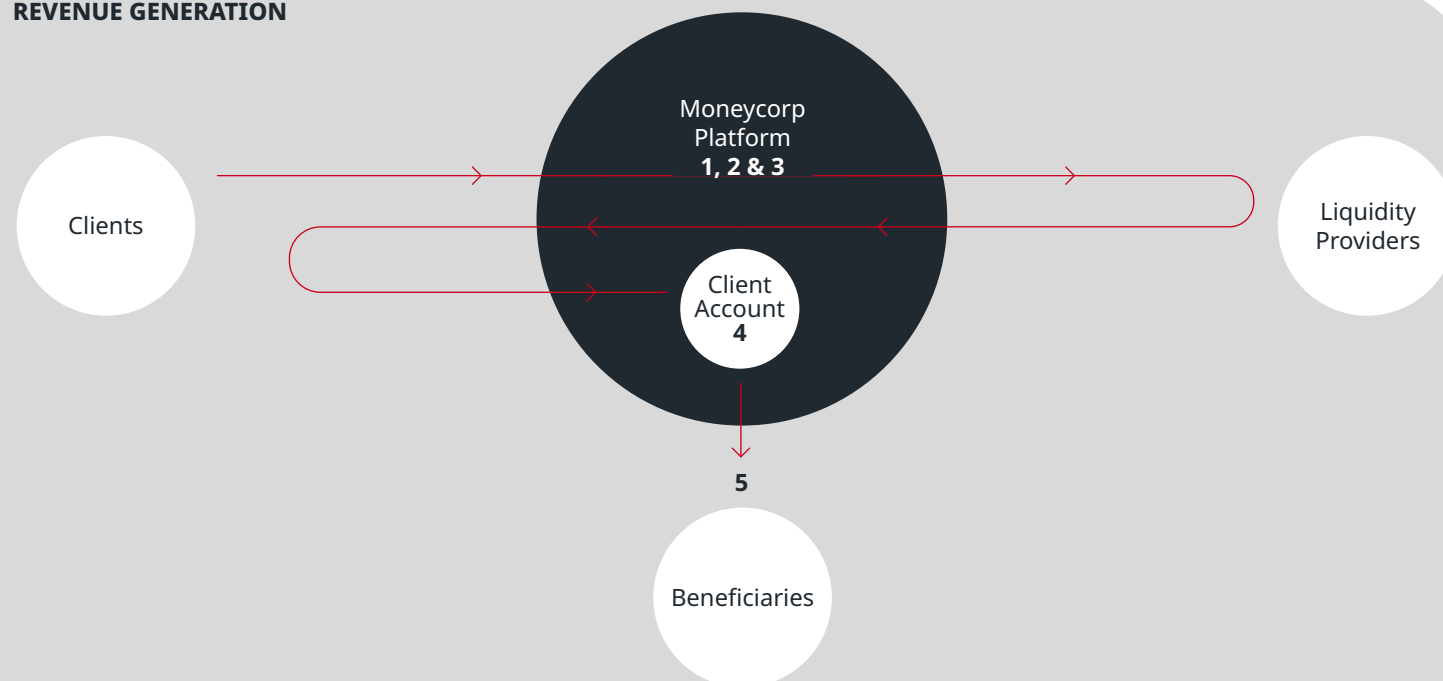 REVENUE GENERATION
Moneycorp
Platform
1, 2 & 3
Clients
Liquidity
Providers
Client
Account
4
5
Beneficiaries